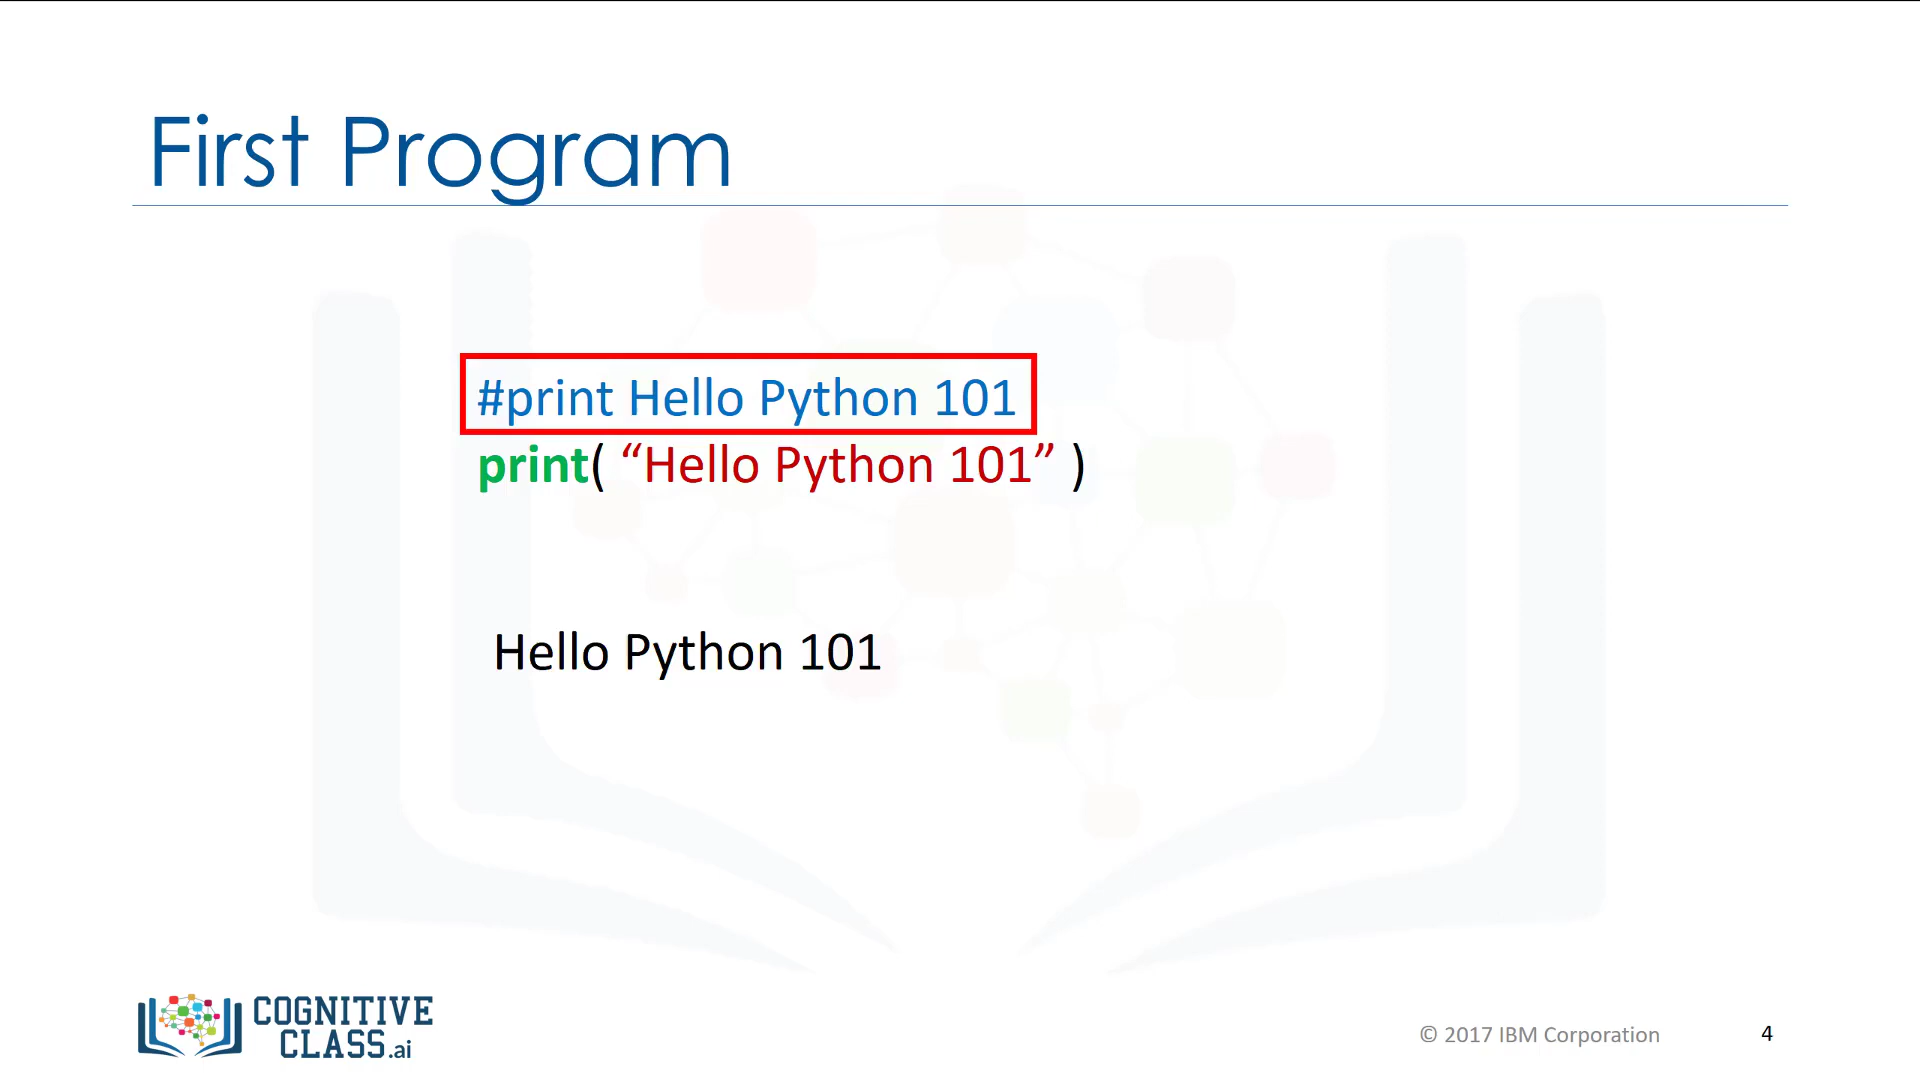 First Program
#print Hello Python 101
print( “Hello Python 101” )
Hello Python 101
COGNITIVE
CLASS.ai
© 2017 IBM Corporation
4